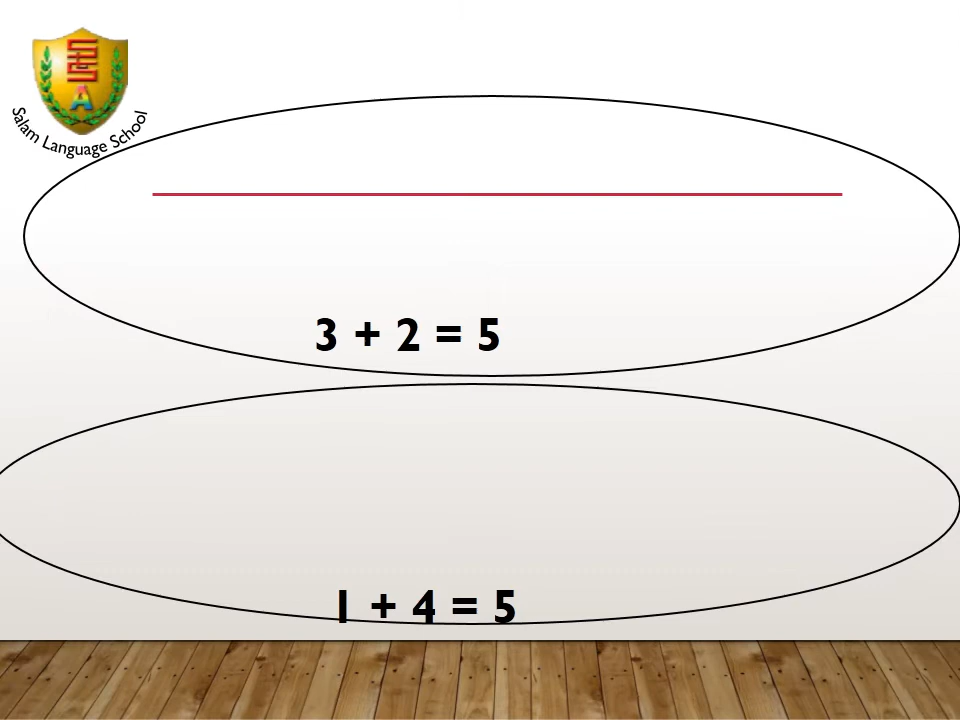 Salam Language School
3 + 2 = 5
1 + 4 = 5